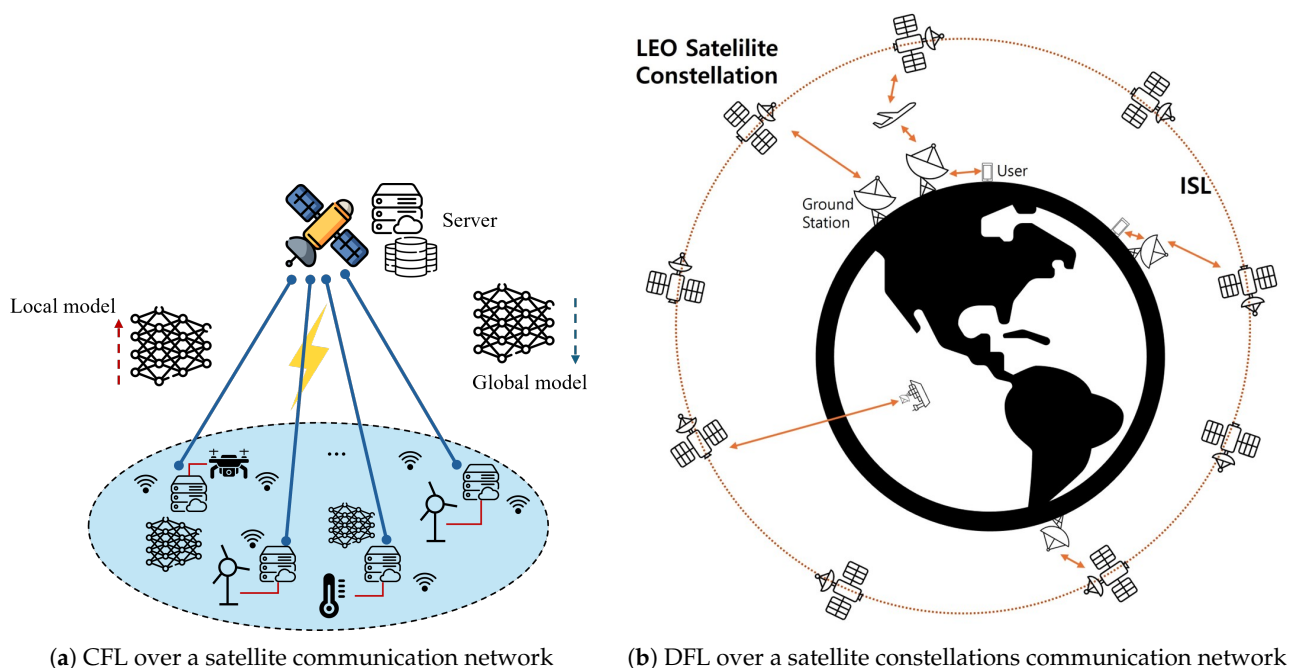 Server
Local model
Global model
...
(a) CFL over a satellite communication network
LEO Satelilite
Constellation
User
ISL
Ground
Station
(b) DFL over a satellite constellations communication network